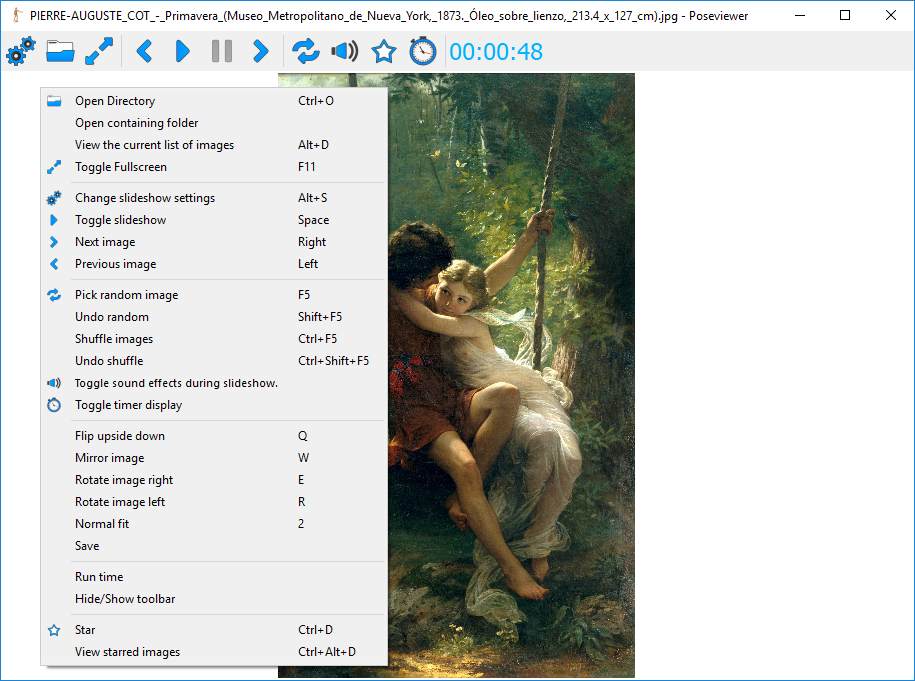 PIERRE-AUGUSTE_COT_-_Primavera_(Museo_Metropolitano_de_Nueva_York,_1873._Óleo_sobre_lienzo,_213.4_x_127_cm).jpg - Poseviewer
00:00:48
Open Directory Ctrl+O
Open containing folder
View the current list of images Alt+D
Toggle Fullscreen F11
Change slideshow settings Alt+S
Toggle slideshow Space
Next image Right
Previous image Left
Pick random image F5
Undo random Shift+F5
Shuffle images Ctrl+F5
Undo shuffle Ctrl+Shift+F5
Toggle sound effects during slideshow.
Toggle timer display
Flip upside down Q
Mirror image W
Rotate image right E
Rotate image left R
Normal fit 2
Save
Run time
Hide/Show toolbar
Star Ctrl+D
View starred images Ctrl+Alt+D